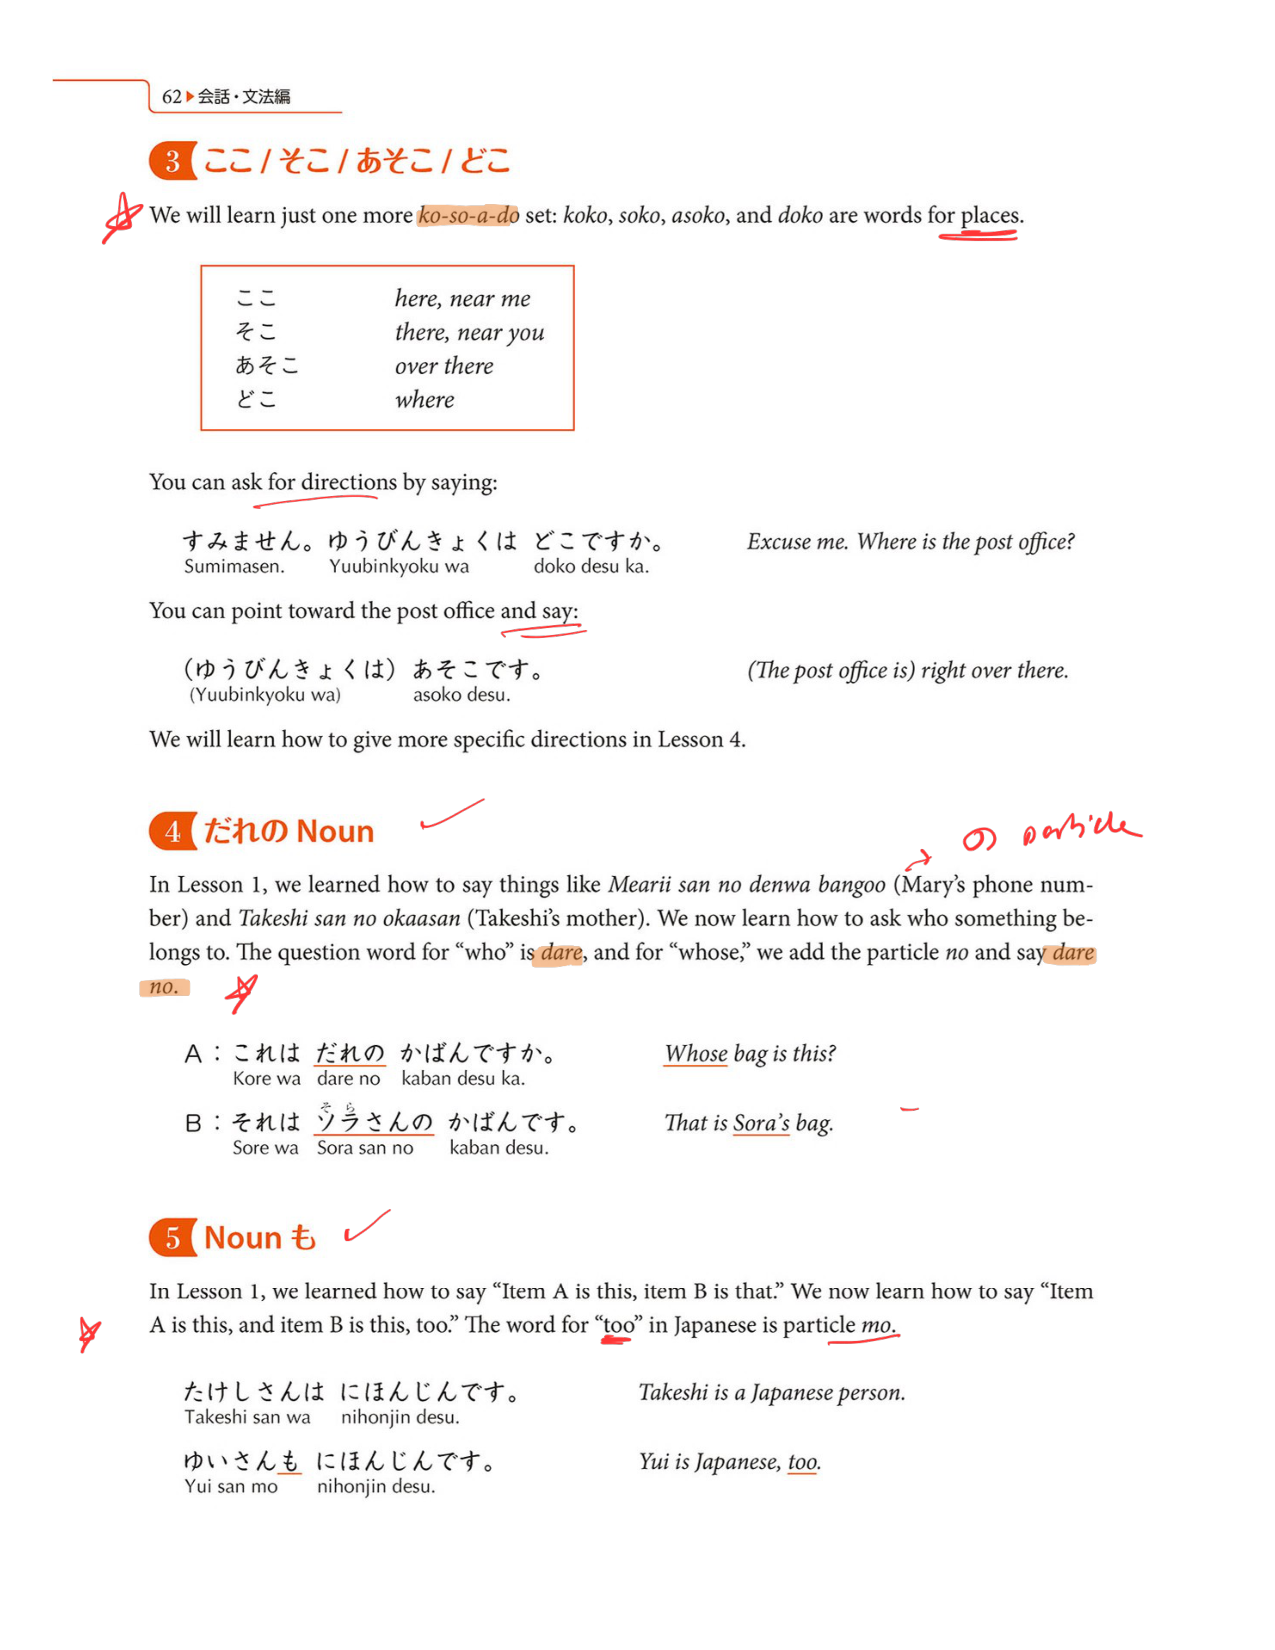 62▶会話・文法編
3 ここ / そこ / あそこ / どこ
We will learn just one more ko-so-a-do set: koko, soko, asoko, and doko are words for places.
ここ here, near me
そこ there, near you
あそこ over there
どこ where
You can ask for directions by saying:
すみません。ゆうびんきょくは どこですか。 Excuse me. Where is the post office?
Sumimasen. Yuubinkyoku wa doko desu ka.
You can point toward the post office and say:
（ゆうびんきょくは）あそこです。 (The post office is) right over there.
(Yuubinkyoku wa) asoko desu.
We will learn how to give more specific directions in Lesson 4.
4 だれの Noun
→ の particle
In Lesson 1, we learned how to say things like Mearii san no denwa bangoo (Mary's phone num-
ber) and Takeshi san no okaasan (Takeshi's mother). We now learn how to ask who something be-
longs to. The question word for “who” is dare, and for “whose,” we add the particle no and say dare
no.
A：これは だれの かばんですか。 Whose bag is this?
Kore wa dare no kaban desu ka.
そ ら
B：それは ソラさんの かばんです。 That is Sora's bag.
Sore wa Sora san no kaban desu.
5 Noun も
In Lesson 1, we learned how to say “Item A is this, item B is that.” We now learn how to say “Item
A is this, and item B is this, too.” The word for “too” in Japanese is particle mo.
たけしさんは にほんじんです。 Takeshi is a Japanese person.
Takeshi san wa nihonjin desu.
ゆいさんも にほんじんです。 Yui is Japanese, too.
Yui san mo nihonjin desu.